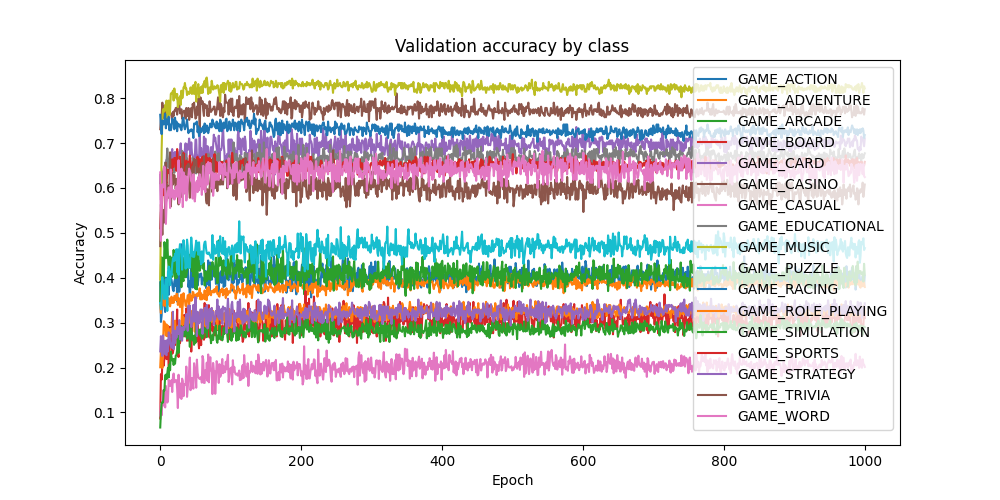 Validation accuracy by class
Accuracy
0.8
0.7
0.6
0.5
0.4
0.3
0.2
0.1
0
200
400
600
800
1000
Epoch
GAME_ACTION
GAME_ADVENTURE
GAME_ARCADE
GAME_BOARD
GAME_CARD
GAME_CASINO
GAME_CASUAL
GAME_EDUCATIONAL
GAME_MUSIC
GAME_PUZZLE
GAME_RACING
GAME_ROLE_PLAYING
GAME_SIMULATION
GAME_SPORTS
GAME_STRATEGY
GAME_TRIVIA
GAME_WORD